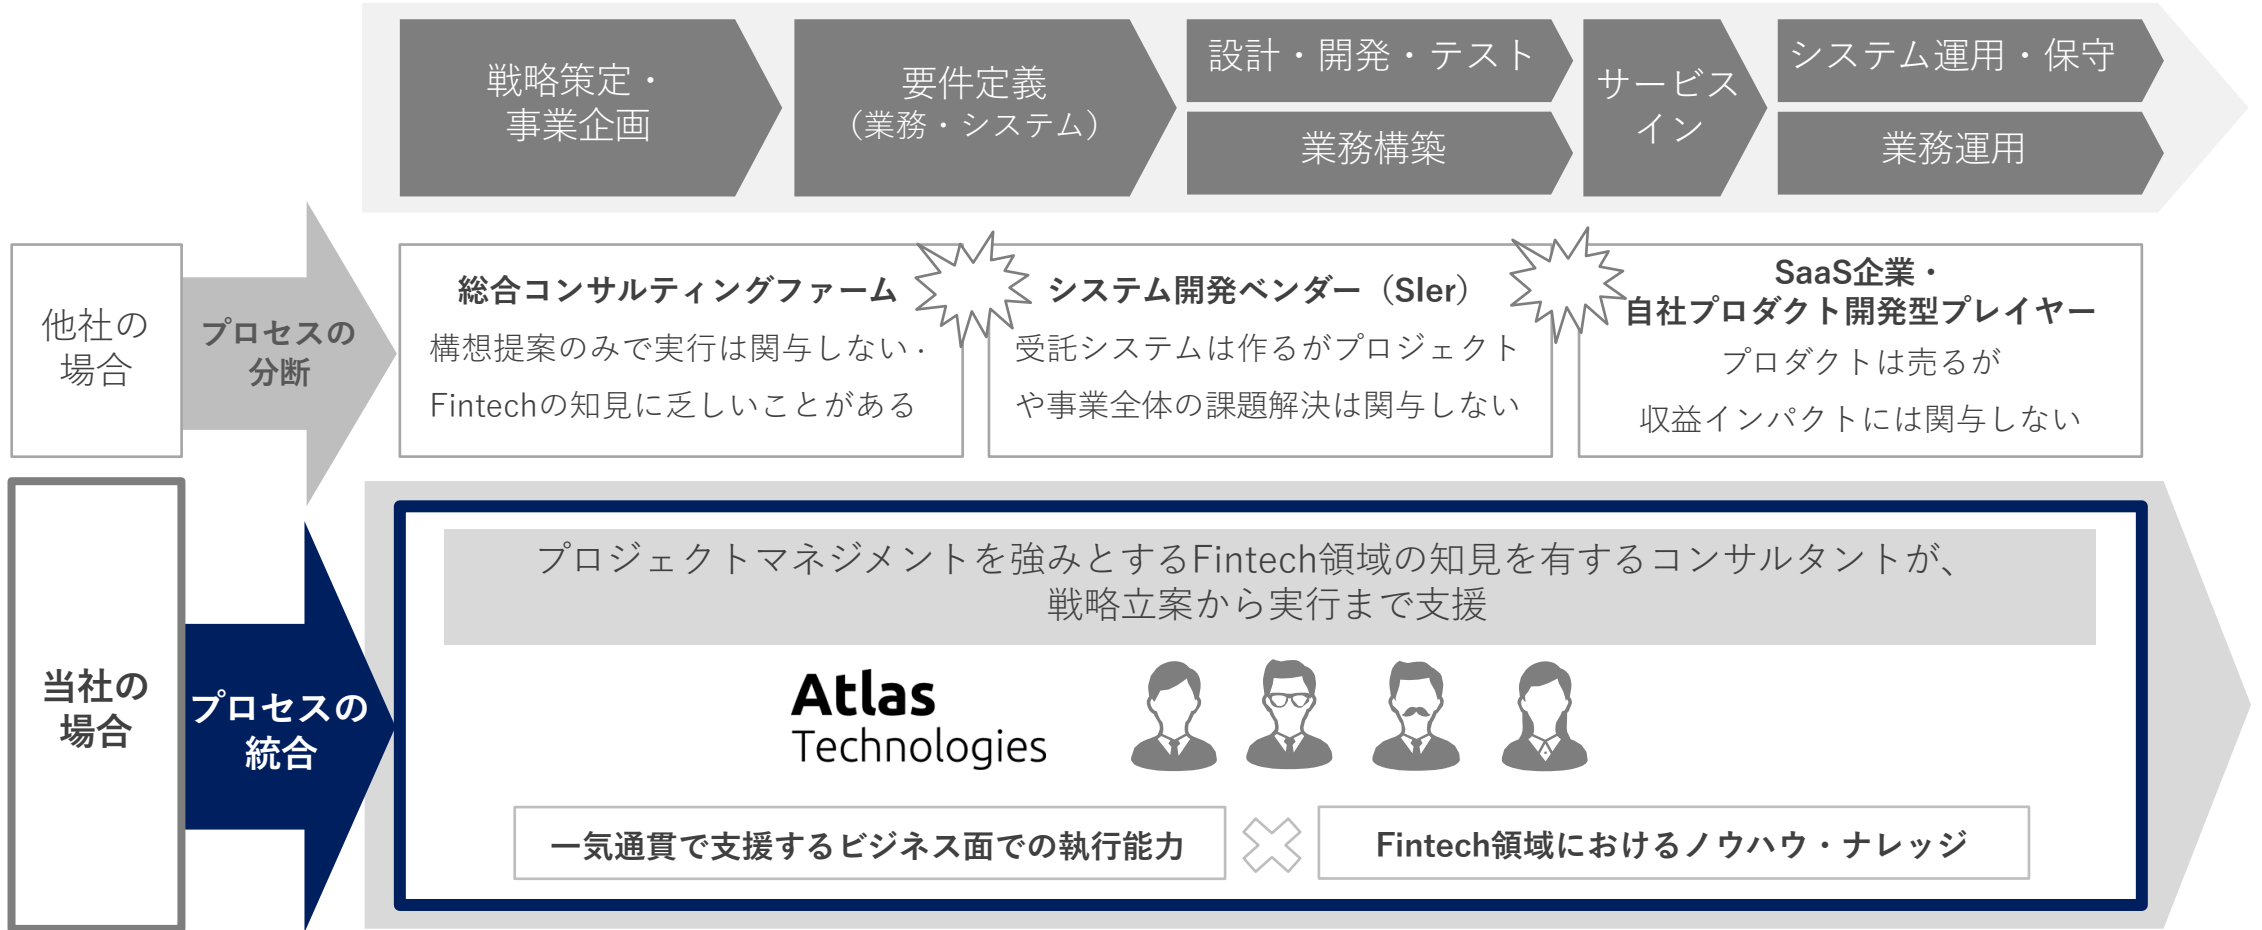 戦略策定・
事業企画
要件定義
（業務・システム）
設計・開発・テスト
業務構築
サービス
イン
システム運用・保守
業務運用
他社の
場合
プロセスの
分断
総合コンサルティングファーム
構想提案のみで実行は関与しない・
Fintechの知見に乏しいことがある
システム開発ベンダー（SIer）
受託システムは作るがプロジェクト
や事業全体の課題解決は関与しない
SaaS企業・
自社プロダクト開発型プレイヤー
プロダクトは売るが
収益インパクトには関与しない
当社の
場合
プロセスの
統合
プロジェクトマネジメントを強みとするFintech領域の知見を有するコンサルタントが、
戦略立案から実行まで支援
Atlas
Technologies
一気通貫で支援するビジネス面での執行能力
Fintech領域におけるノウハウ・ナレッジ